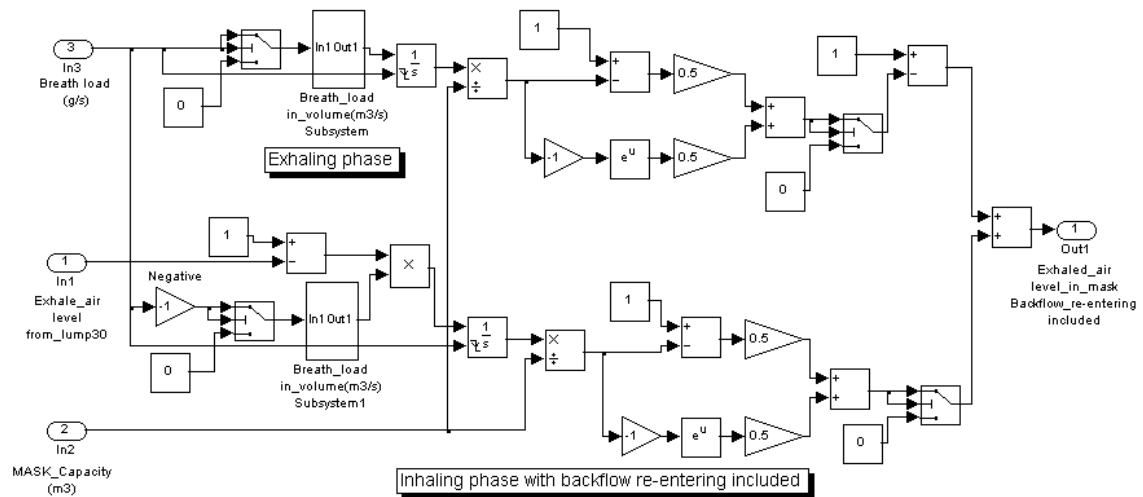 3
In3
Breath load
(g/s)
0
In1 Out1
Breath_load
in_volume(m3/s)
Subsystem
1
s
×
÷
1
+
−
0.5
-1
e^u
0.5
+
+
0
1
+
−
Exhaling phase
1
In1
Exhale_air
level
from_lump30
1
+
−
×
Negative
-1
0
In1 Out1
Breath_load
in_volume(m3/s)
Subsystem1
1
s
×
÷
1
+
−
0.5
-1
e^u
0.5
+
+
0
+
+
1
Out1
Exhaled_air
level_in_mask
Backflow_re-entering
included
2
In2
MASK_Capacity
(m3)
Inhaling phase with backflow re-entering included